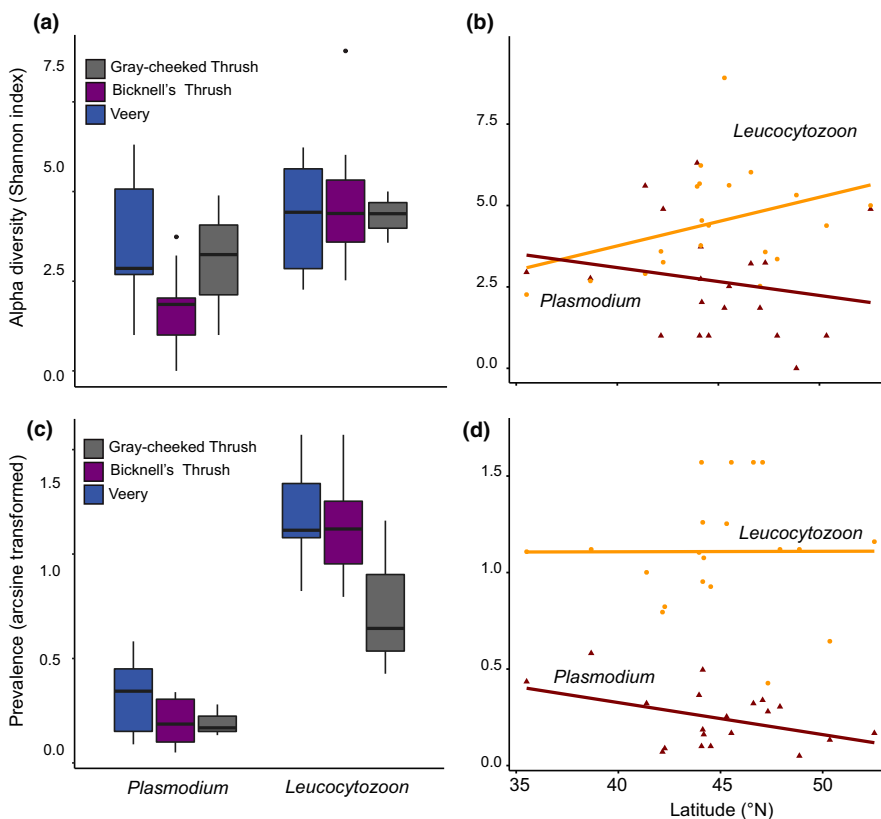 (a)
Gray-cheeked Thrush
Bicknell's Thrush
Veery
Alpha diversity (Shannon index)
7.5
5.0
2.5
0.0
(b)
7.5
5.0
2.5
0.0
Leucocytozoon
Plasmodium
(c)
Gray-cheeked Thrush
Bicknell's Thrush
Veery
Prevalence (arcsine transformed)
1.5
1.0
0.5
0.0
Plasmodium
Leucocytozoon
(d)
1.5
1.0
0.5
0.0
Leucocytozoon
Plasmodium
35
40
45
50
Latitude (°N)